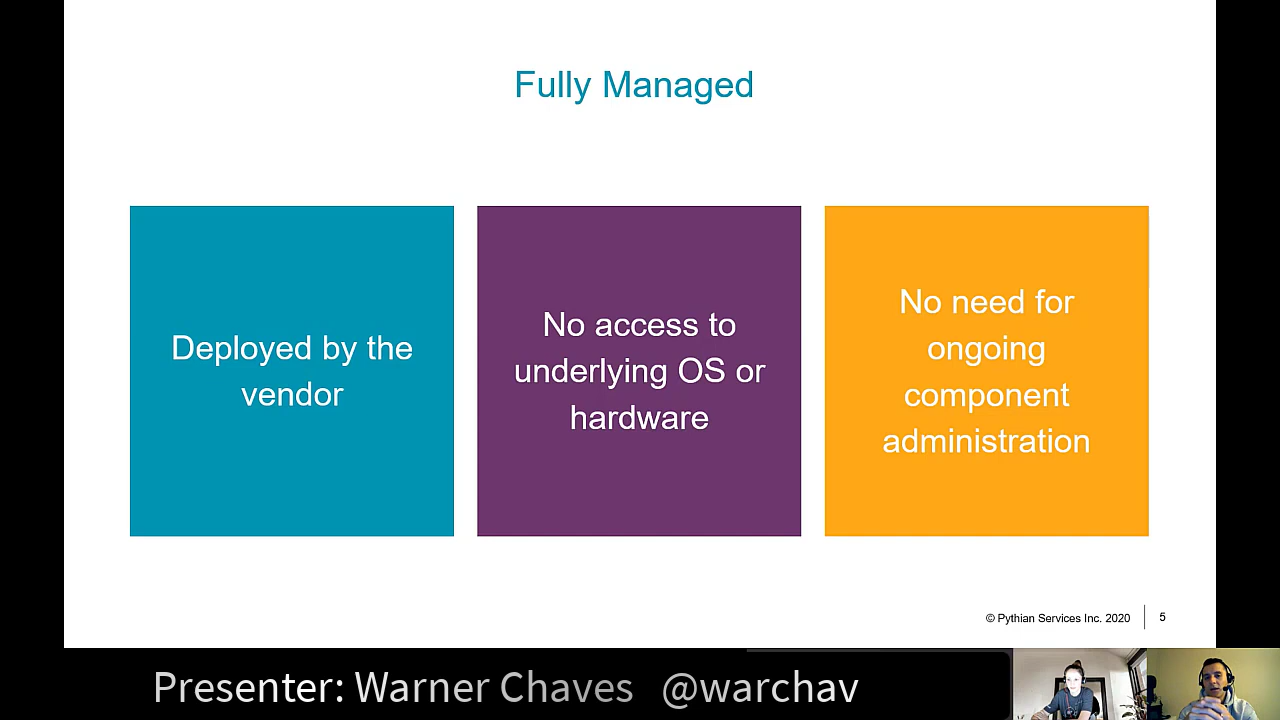 Fully Managed
Deployed by the
vendor
No access to
underlying OS or
hardware
No need for
ongoing
component
administration
© Pythian Services Inc. 2020
5
Presenter: Warner Chaves @warchav